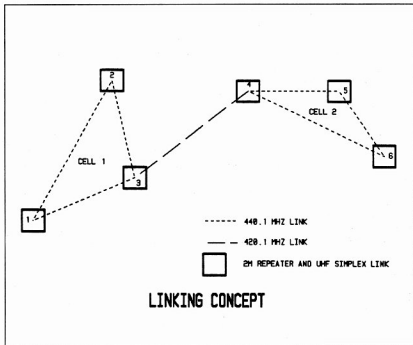 2
4
5
CELL 2
CELL 1
6
3
1
440.1 MHZ LINK
420.1 MHZ LINK
2M REPEATER AND UHF SIMPLEX LINK
LINKING CONCEPT